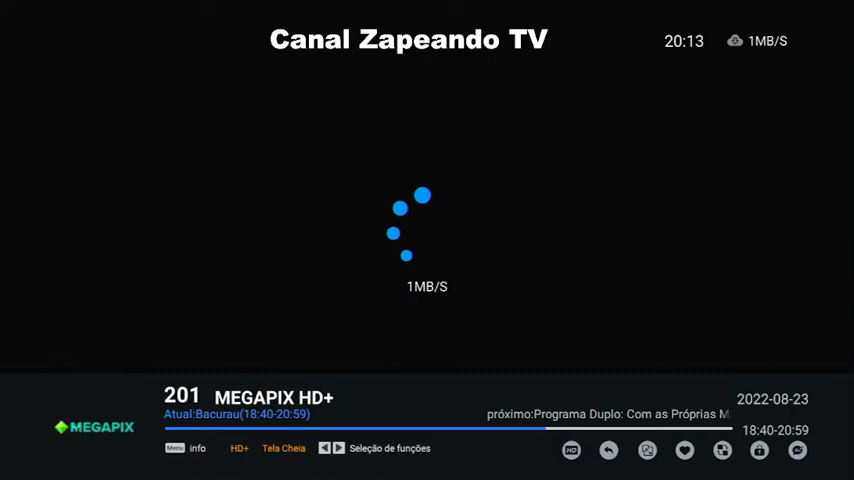 Canal Zapeando TV
20:13
1MB/S
1MB/S
201 MEGAPIX HD+
2022-08-23
Atual:Bacurau(18:40-20:59)
próximo:Programa Duplo: Com as Próprias M
MEGAPIX
18:40-20:59
Menu info HD+ Tela Cheia Seleção de funções
HD